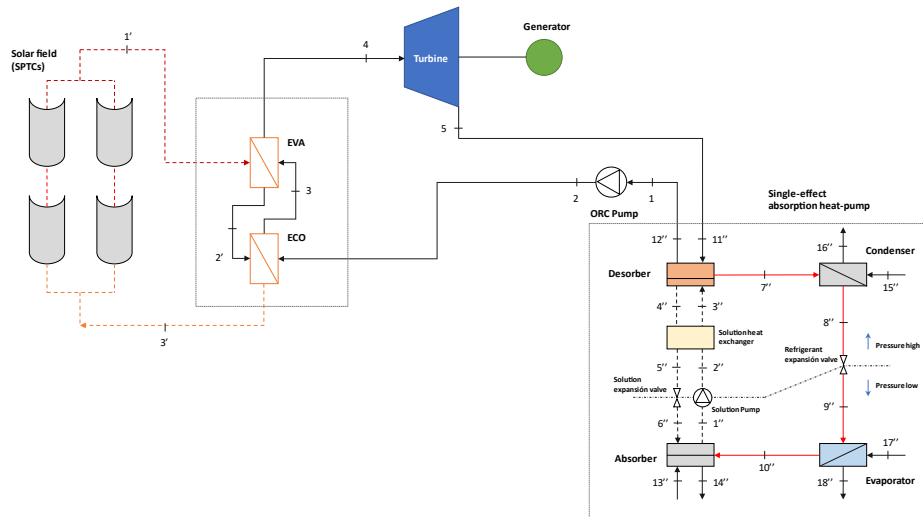 1'
4
Generator
Solar field
(SPTCs)
Turbine
5
EVA
3
2
1
ORC Pump
Single-effect
absorption heat-pump
2'
ECO
12''
11''
16''
Condenser
Desorber
7''
15''
4''
3''
8''
3'
Solution heat
exchanger
Refrigerant
expansión valve
Pressure high
5''
2''
Solution
expansión valve
Pressure low
Solution Pump
9''
6''
1''
Absorber
10''
17''
13''
14''
18''
Evaporator